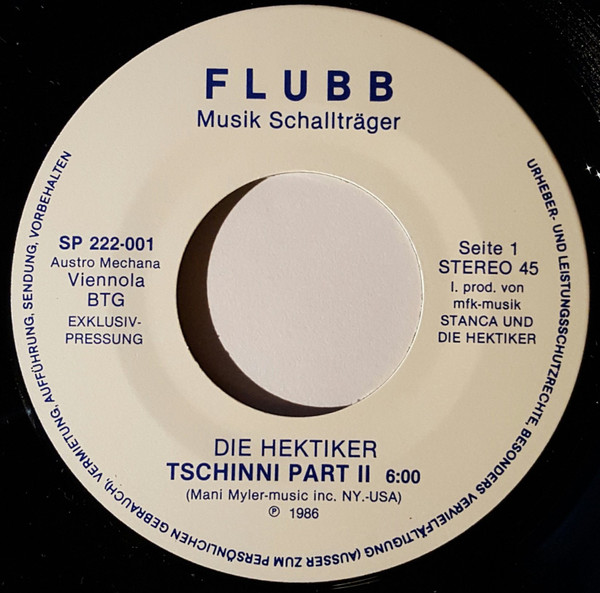 FLUBB
Musik Schallträger
SP 222-001
Austro Mechana
Viennola
BTG
EXKLUSIV-
PRESSUNG
Seite 1
STEREO 45
I. prod. von
mfk-musik
STANCA UND
DIE HEKTIKER
DIE HEKTIKER
TSCHINNI PART II 6:00
(Mani Myler-music inc. NY.-USA)
℗ 1986
URHEBER- UND LEISTUNGSSCHUTZRECHTE, BESONDERS VERVIELFÄLTIGUNG (AUSSER ZUM PERSÖNLICHEN GEBRAUCH), VERMIETUNG, AUFFÜHRUNG, SENDUNG, VORBEHALTEN